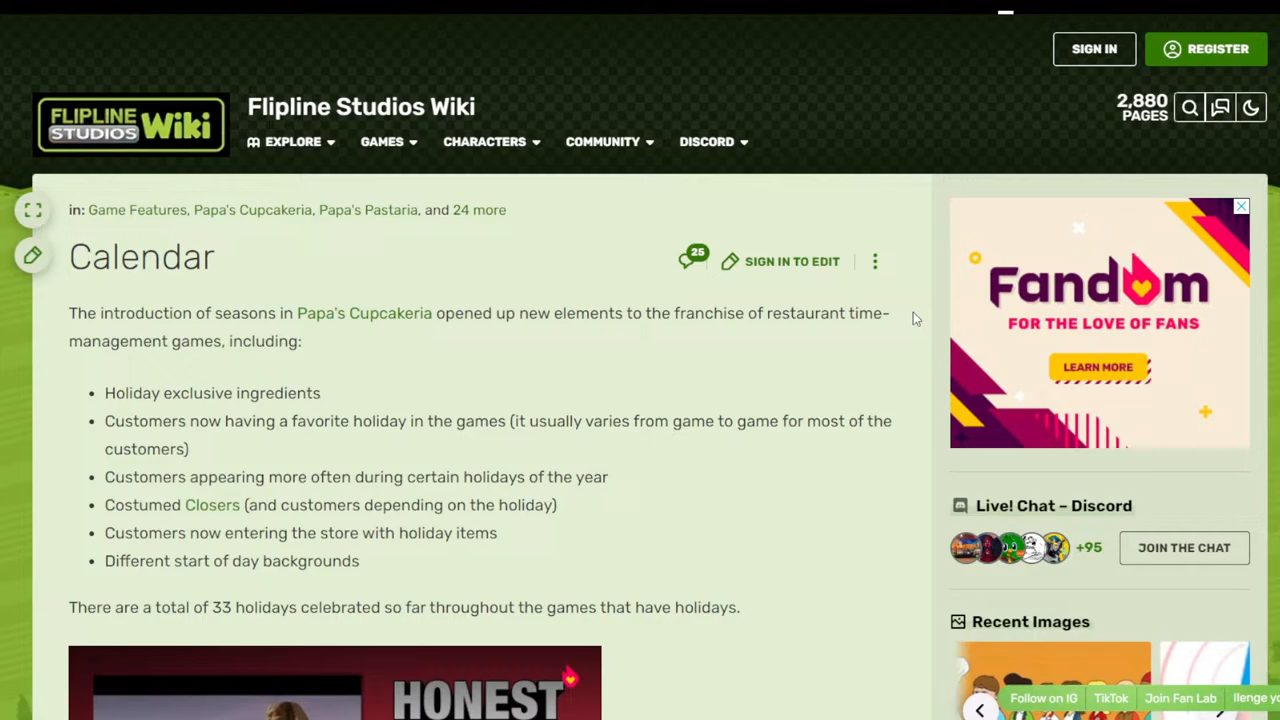 SIGN IN
REGISTER
FLIPLINE
STUDIOS Wiki
Flipline Studios Wiki
2,880
PAGES
EXPLORE GAMES CHARACTERS COMMUNITY DISCORD
in: Game Features, Papa's Cupcakeria, Papa's Pastaria, and 24 more
Calendar
25
SIGN IN TO EDIT
The introduction of seasons in Papa's Cupcakeria opened up new elements to the franchise of restaurant time-
management games, including:
Holiday exclusive ingredients
Customers now having a favorite holiday in the games (it usually varies from game to game for most of the
customers)
Customers appearing more often during certain holidays of the year
Costumed Closers (and customers depending on the holiday)
Customers now entering the store with holiday items
Different start of day backgrounds
There are a total of 33 holidays celebrated so far throughout the games that have holidays.
HONEST
Fandom
FOR THE LOVE OF FANS
LEARN MORE
Live! Chat – Discord
+95
JOIN THE CHAT
Recent Images
Follow on IG TikTok Join Fan Lab llenge yo